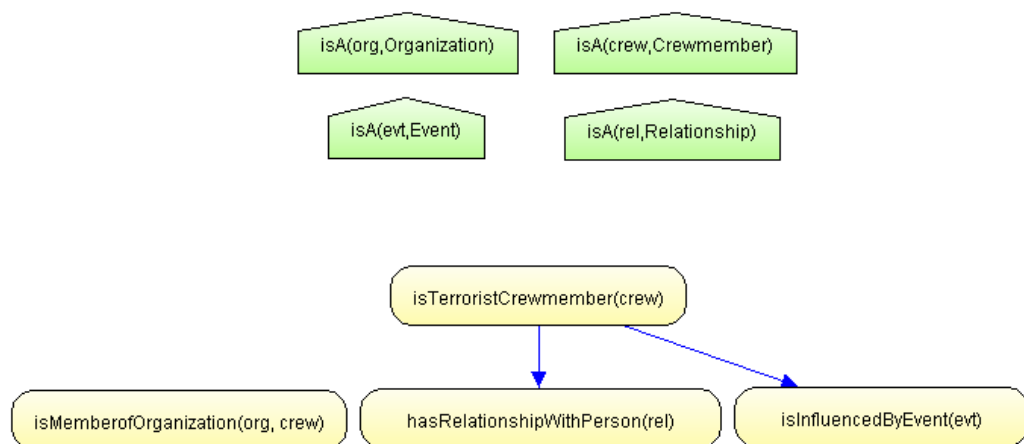 isA(org,Organization)
isA(crew,Crewmember)
isA(evt,Event)
isA(rel,Relationship)
isTerroristCrewmember(crew)
isMemberofOrganization(org, crew)
hasRelationshipWithPerson(rel)
isInfluencedByEvent(evt)